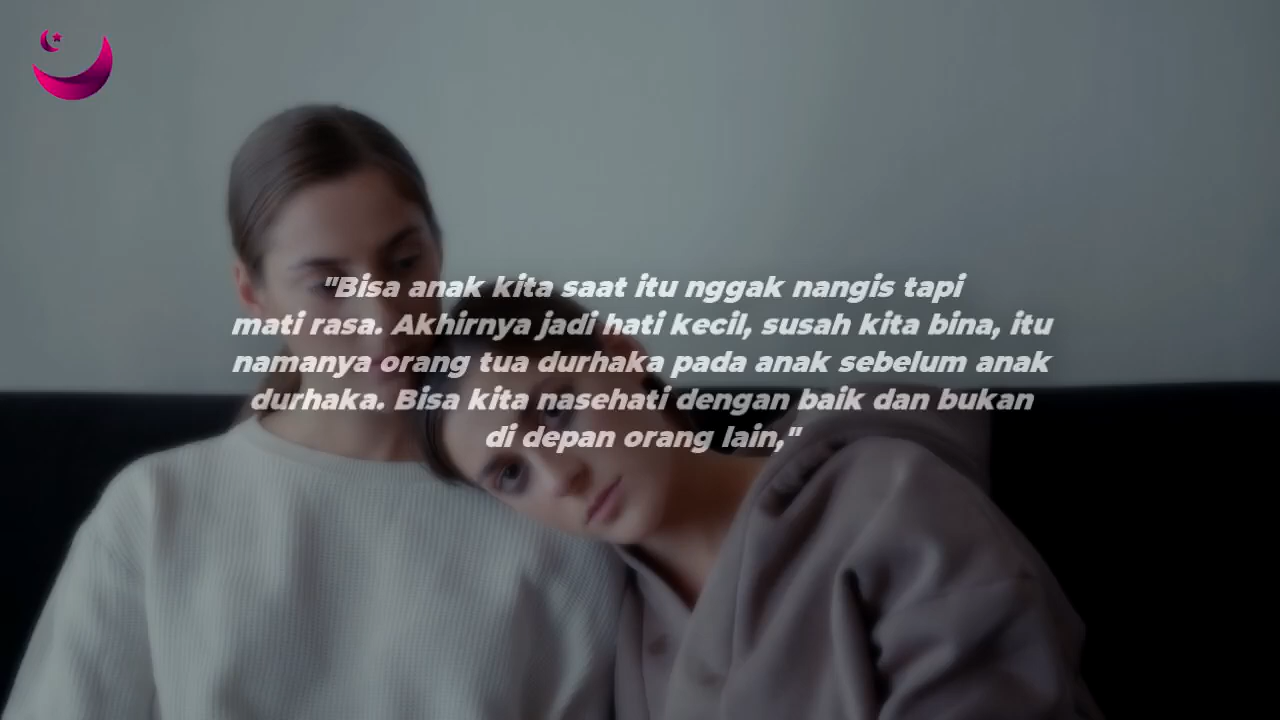 "Bisa anak kita saat itu nggak nangis tapi
mati rasa. Akhirnya jadi hati kecil, susah kita bina, itu
namanya orang tua durhaka pada anak sebelum anak
durhaka. Bisa kita nasehati dengan baik dan bukan
di depan orang lain,"